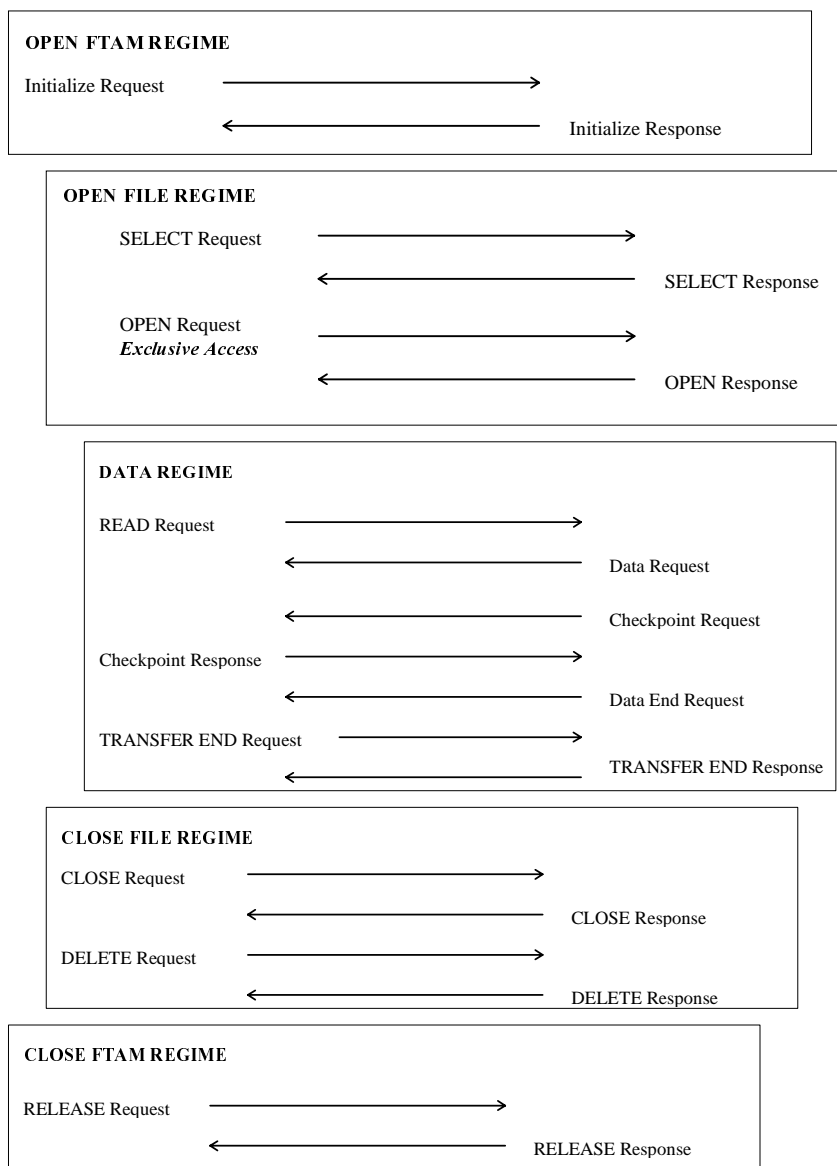 OPEN FTAM REGIME
Initialize Request
Initialize Response
OPEN FILE REGIME
SELECT Request
SELECT Response
OPEN Request
Exclusive Access
OPEN Response
DATA REGIME
READ Request
Data Request
Checkpoint Request
Checkpoint Response
Data End Request
TRANSFER END Request
TRANSFER END Response
CLOSE FILE REGIME
CLOSE Request
CLOSE Response
DELETE Request
DELETE Response
CLOSE FTAM REGIME
RELEASE Request
RELEASE Response